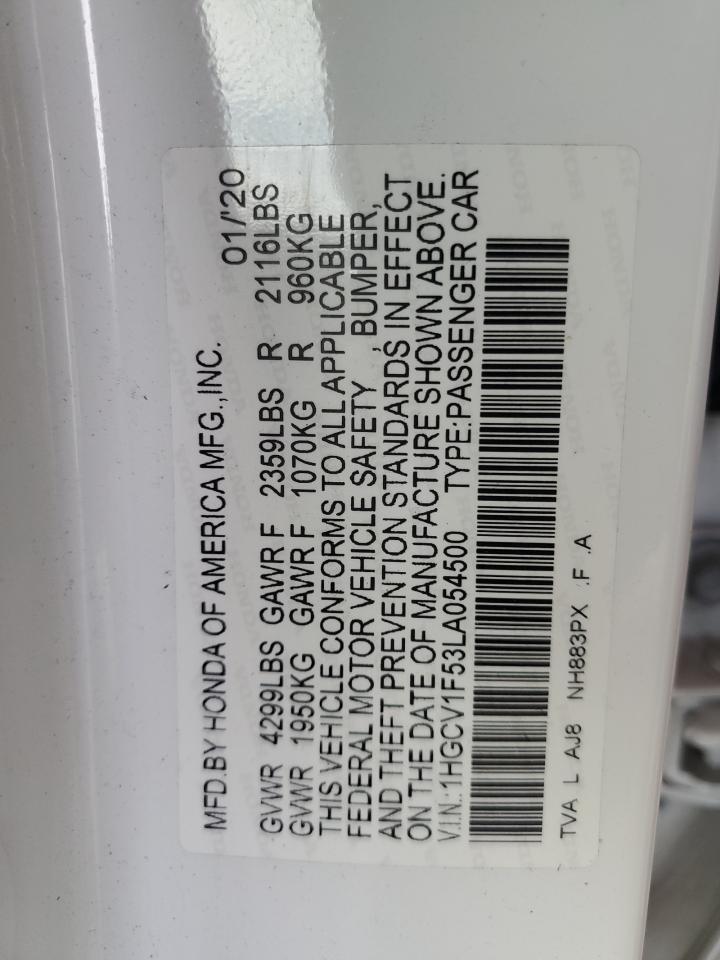 MFD.BY HONDA OF AMERICA MFG.,INC. 01/'20
GVWR 4299LBS GAWR F 2359LBS R 2116LBS
GVWR 1950KG GAWR F 1070KG R 960KG
THIS VEHICLE CONFORMS TO ALL APPLICABLE
FEDERAL MOTOR VEHICLE SAFETY , BUMPER,
AND THEFT PREVENTION STANDARDS IN EFFECT
ON THE DATE OF MANUFACTURE SHOWN ABOVE.
V.I.N.:1HGCV1F53LA054500 TYPE:PASSENGER CAR
TVA L AJ8 NH883PX .F .A